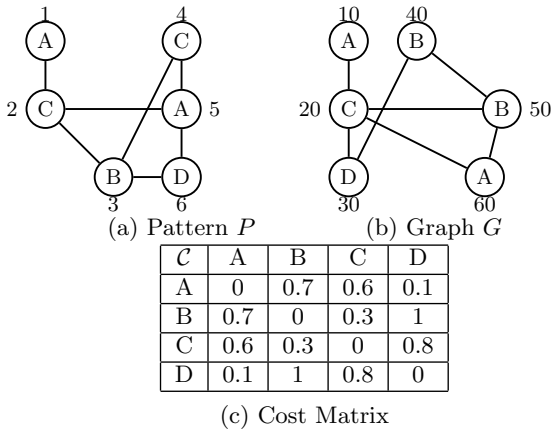 1 4 10 40
A C A B
2 C A 5 20 C B 50
B D D A
3 6 30 60
(a) Pattern P (b) Graph G
C A B C D
A 0 0.7 0.6 0.1
B 0.7 0 0.3 1
C 0.6 0.3 0 0.8
D 0.1 1 0.8 0
(c) Cost Matrix